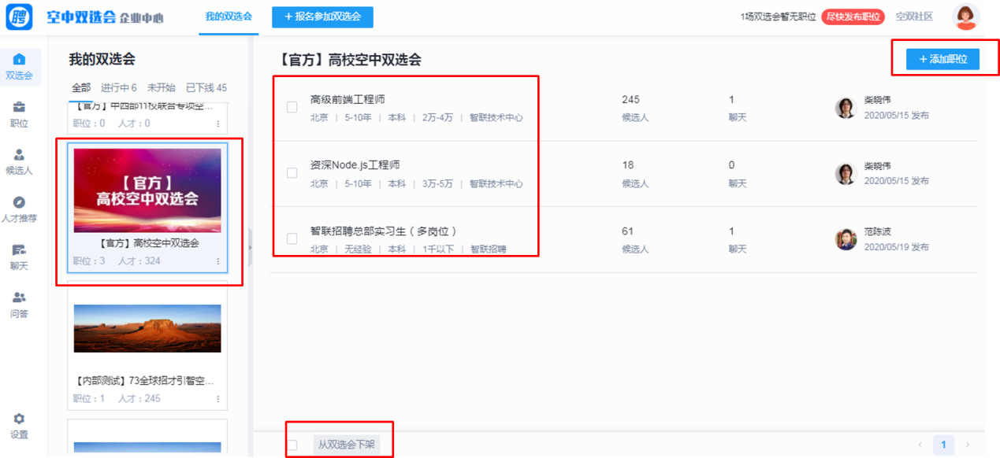 聘
空中双选会 企业中心
我的双选会
+ 报名参加双选会
1场双选会暂无职位
尽快发布职位
空双社区
双选会
职位
候选人
人才推荐
聊天
问答
设置
我的双选会
全部 进行中 6 未开始 已下线 45
【官方】中西部11校联合专项空...
职位：0 人才：0
【官方】
高校空中双选会
【官方】高校空中双选会
职位：3 人才：324
【内部测试】73全球招才引智空...
职位：1 人才：245
【官方】高校空中双选会
+ 添加职位
高级前端工程师
北京 | 5-10年 | 本科 | 2万-4万 | 智联技术中心
245
候选人
1
聊天
柴晓伟
2020/05/15 发布
资深Node.js工程师
北京 | 5-10年 | 本科 | 3万-5万 | 智联技术中心
18
候选人
0
聊天
柴晓伟
2020/05/15 发布
智联招聘总部实习生（多岗位）
北京 | 无经验 | 本科 | 1千以下 | 智联招聘
61
候选人
1
聊天
范陈波
2020/05/19 发布
从双选会下架
1